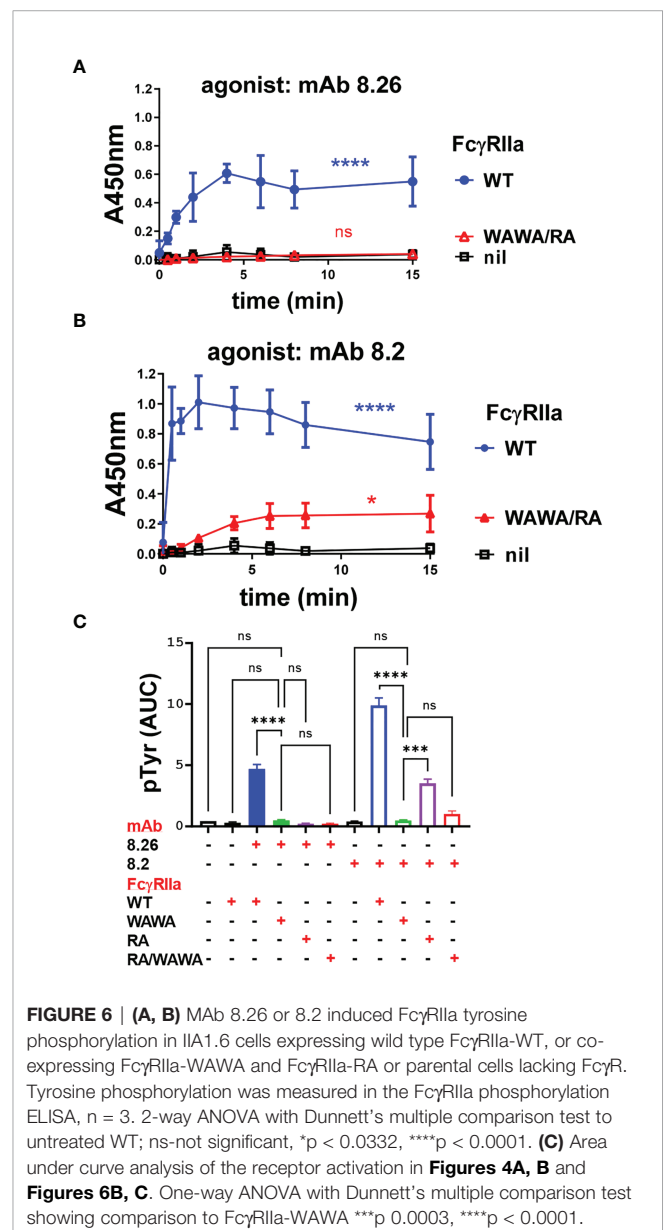 A
agonist: mAb 8.26
A450nm
1.2
1.0
0.8
0.6
0.4
0.2
0.0
0 5 10 15
time (min)
****
ns
FcγRIIa
WT
WAWA/RA
nil
B
agonist: mAb 8.2
A450nm
1.2
1.0
0.8
0.6
0.4
0.2
0.0
0 5 10 15
time (min)
****
*
FcγRIIa
WT
WAWA/RA
nil
C
pTyr (AUC)
15
10
5
0
ns ns
ns ns ****
**** ns ns
***
mAb
8.26 - - + + + + - - - - -
8.2 - - - - - - + + + + +
FcγRIIa
WT - + + - - - - + - - -
WAWA - - - + - - - - + - -
RA - - - - + - - - - + -
RA/WAWA - - - - - + - - - - +
FIGURE 6 | (A, B) MAb 8.26 or 8.2 induced FcγRIIa tyrosine
phosphorylation in IIA1.6 cells expressing wild type FcγRIIa-WT, or co-
expressing FcγRIIa-WAWA and FcγRIIa-RA or parental cells lacking FcγR.
Tyrosine phosphorylation was measured in the FcγRIIa phosphorylation
ELISA, n = 3. 2-way ANOVA with Dunnett's multiple comparison test to
untreated WT; ns-not significant, *p < 0.0332, ****p < 0.0001. (C) Area
under curve analysis of the receptor activation in Figures 4A, B and
Figures 6B, C. One-way ANOVA with Dunnett's multiple comparison test
showing comparison to FcγRIIa-WAWA ***p 0.0003, ****p < 0.0001.